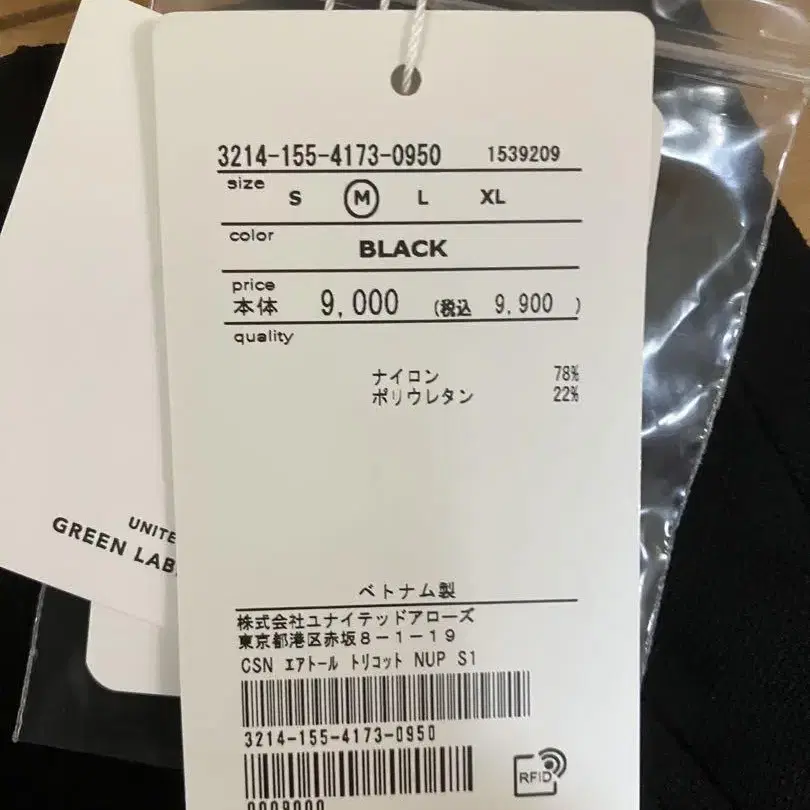 3214-155-4173-0950 1539209
size
S M L XL
color
BLACK
price
本体 9,000 (税込 9,900 )
quality
ナイロン 78%
ポリウレタン 22%
ベトナム製
株式会社ユナイテッドアローズ
東京都港区赤坂8-1-19
CSN エアトール トリコット NUP S1
3214-155-4173-0950
RFID
UNITE
GREEN LAB